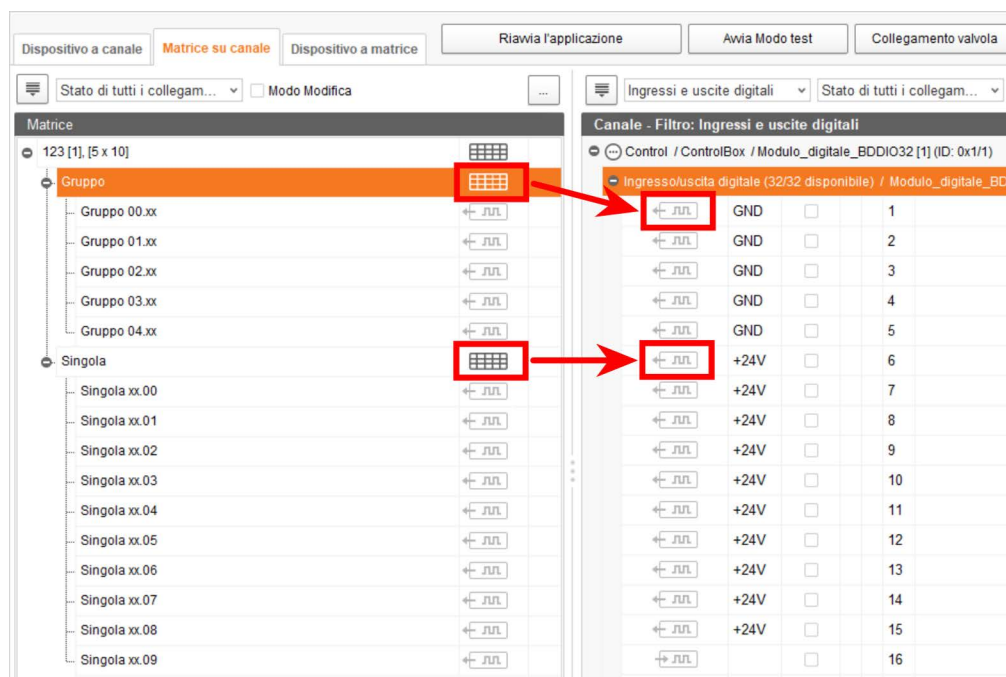 Dispositivo a canale
Matrice su canale
Dispositivo a matrice
Riavvia l'applicazione
Avvia Modo test
Collegamento valvola
Stato di tutti i collegam...
Modo Modifica
...
Ingressi e uscite digitali
Stato di tutti i collegam...
Matrice
Canale - Filtro: Ingressi e uscite digitali
123 [1], [5 x 10]
Control / ControlBox / Modulo_digitale_BDDIO32 [1] (ID: 0x1/1)
Gruppo
Ingresso/uscita digitale (32/32 disponibile) / Modulo_digitale_BD
Gruppo 00.xx
GND 1
Gruppo 01.xx
GND 2
Gruppo 02.xx
GND 3
Gruppo 03.xx
GND 4
Gruppo 04.xx
GND 5
Singola
+24V 6
Singola xx.00
+24V 7
Singola xx.01
+24V 8
Singola xx.02
+24V 9
Singola xx.03
+24V 10
Singola xx.04
+24V 11
Singola xx.05
+24V 12
Singola xx.06
+24V 13
Singola xx.07
+24V 14
Singola xx.08
+24V 15
Singola xx.09
16